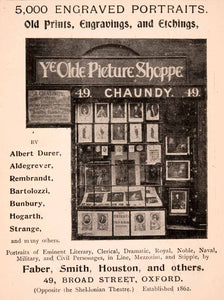 5,000 ENGRAVED PORTRAITS.
Old Prints, Engravings, and Etchings,
Ye Olde Picture Shoppe
49. CHAUNDY. 49.
BY
Albert Durer,
Aldegrever,
Rembrandt,
Bartolozzi,
Bunbury,
Hogarth,
Strange,
and many others.
Portraits of Eminent Literary, Clerical, Dramatic, Royal, Noble, Naval,
Military, and Civil Personages, in Line, Mezzotint, and Stipple, by
Faber, Smith, Houston, and others.
49, BROAD STREET, OXFORD.
(Opposite the Sheldonian Theatre.) Established 1862.